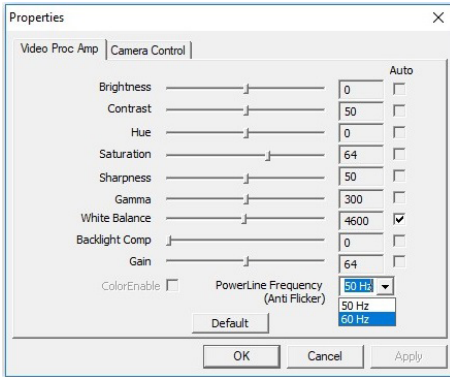 Properties
Video Proc Amp Camera Control
Auto
Brightness 0
Contrast 50
Hue 0
Saturation 64
Sharpness 50
Gamma 300
White Balance 4600
Backlight Comp 0
Gain 64
ColorEnable PowerLine Frequency 50 Hz
(Anti Flicker)
50 Hz
60 Hz
Default
OK Cancel Apply